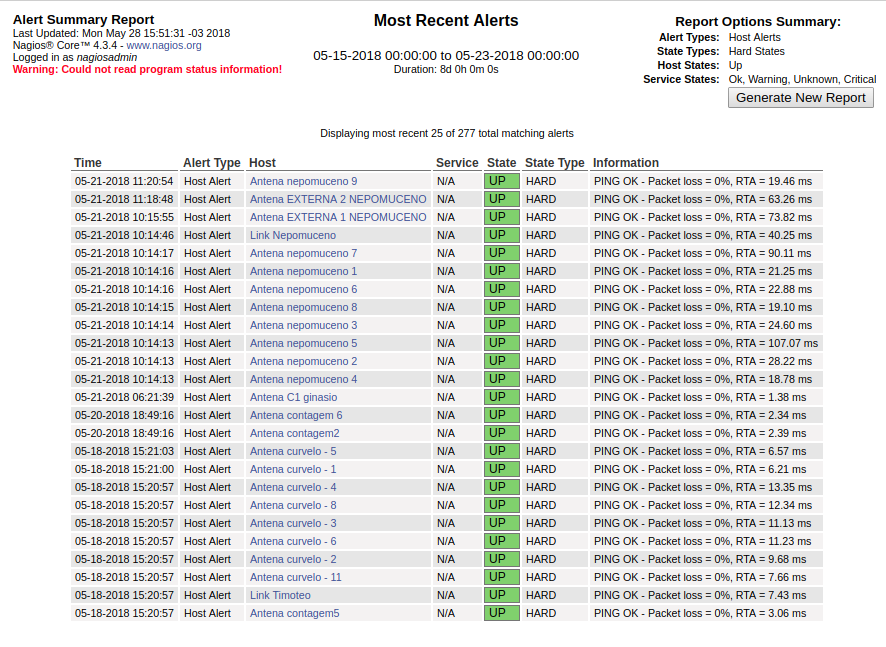 Alert Summary Report
Last Updated: Mon May 28 15:51:31 -03 2018
Nagios® Core™ 4.3.4 - www.nagios.org
Logged in as nagiosadmin
Warning: Could not read program status information!
Most Recent Alerts
05-15-2018 00:00:00 to 05-23-2018 00:00:00
Duration: 8d 0h 0m 0s
Report Options Summary:
Alert Types: Host Alerts
State Types: Hard States
Host States: Up
Service States: Ok, Warning, Unknown, Critical
Generate New Report
Displaying most recent 25 of 277 total matching alerts
Time Alert Type Host Service State State Type Information
05-21-2018 11:20:54 Host Alert Antena nepomuceno 9 N/A UP HARD PING OK - Packet loss = 0%, RTA = 19.46 ms
05-21-2018 11:18:48 Host Alert Antena EXTERNA 2 NEPOMUCENO N/A UP HARD PING OK - Packet loss = 0%, RTA = 63.26 ms
05-21-2018 10:15:55 Host Alert Antena EXTERNA 1 NEPOMUCENO N/A UP HARD PING OK - Packet loss = 0%, RTA = 73.82 ms
05-21-2018 10:14:46 Host Alert Link Nepomuceno N/A UP HARD PING OK - Packet loss = 0%, RTA = 40.25 ms
05-21-2018 10:14:17 Host Alert Antena nepomuceno 7 N/A UP HARD PING OK - Packet loss = 0%, RTA = 90.11 ms
05-21-2018 10:14:16 Host Alert Antena nepomuceno 1 N/A UP HARD PING OK - Packet loss = 0%, RTA = 21.25 ms
05-21-2018 10:14:16 Host Alert Antena nepomuceno 6 N/A UP HARD PING OK - Packet loss = 0%, RTA = 22.88 ms
05-21-2018 10:14:15 Host Alert Antena nepomuceno 8 N/A UP HARD PING OK - Packet loss = 0%, RTA = 19.10 ms
05-21-2018 10:14:14 Host Alert Antena nepomuceno 3 N/A UP HARD PING OK - Packet loss = 0%, RTA = 24.60 ms
05-21-2018 10:14:13 Host Alert Antena nepomuceno 5 N/A UP HARD PING OK - Packet loss = 0%, RTA = 107.07 ms
05-21-2018 10:14:13 Host Alert Antena nepomuceno 2 N/A UP HARD PING OK - Packet loss = 0%, RTA = 28.22 ms
05-21-2018 10:14:13 Host Alert Antena nepomuceno 4 N/A UP HARD PING OK - Packet loss = 0%, RTA = 18.78 ms
05-21-2018 06:21:39 Host Alert Antena C1 ginasio N/A UP HARD PING OK - Packet loss = 0%, RTA = 1.38 ms
05-20-2018 18:49:16 Host Alert Antena contagem 6 N/A UP HARD PING OK - Packet loss = 0%, RTA = 2.34 ms
05-20-2018 18:49:16 Host Alert Antena contagem2 N/A UP HARD PING OK - Packet loss = 0%, RTA = 2.39 ms
05-18-2018 15:21:03 Host Alert Antena curvelo - 5 N/A UP HARD PING OK - Packet loss = 0%, RTA = 6.57 ms
05-18-2018 15:21:00 Host Alert Antena curvelo - 1 N/A UP HARD PING OK - Packet loss = 0%, RTA = 6.21 ms
05-18-2018 15:20:57 Host Alert Antena curvelo - 4 N/A UP HARD PING OK - Packet loss = 0%, RTA = 13.35 ms
05-18-2018 15:20:57 Host Alert Antena curvelo - 8 N/A UP HARD PING OK - Packet loss = 0%, RTA = 12.34 ms
05-18-2018 15:20:57 Host Alert Antena curvelo - 3 N/A UP HARD PING OK - Packet loss = 0%, RTA = 11.13 ms
05-18-2018 15:20:57 Host Alert Antena curvelo - 6 N/A UP HARD PING OK - Packet loss = 0%, RTA = 11.23 ms
05-18-2018 15:20:57 Host Alert Antena curvelo - 2 N/A UP HARD PING OK - Packet loss = 0%, RTA = 9.68 ms
05-18-2018 15:20:57 Host Alert Antena curvelo - 11 N/A UP HARD PING OK - Packet loss = 0%, RTA = 7.66 ms
05-18-2018 15:20:57 Host Alert Link Timoteo N/A UP HARD PING OK - Packet loss = 0%, RTA = 7.43 ms
05-18-2018 15:20:57 Host Alert Antena contagem5 N/A UP HARD PING OK - Packet loss = 0%, RTA = 3.06 ms